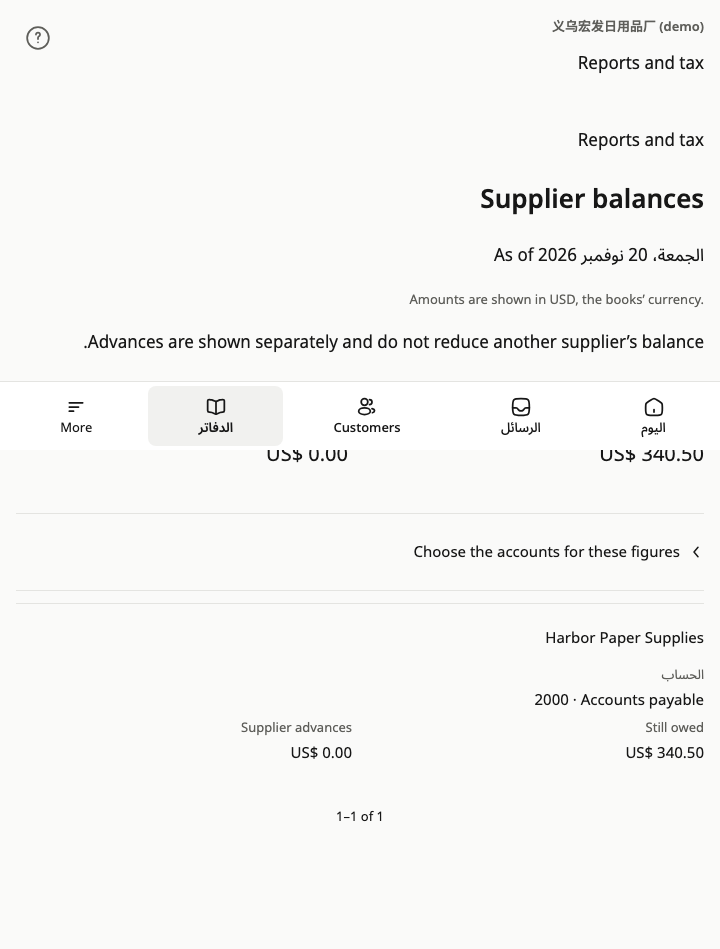 义乌宏发日用品厂 (demo)
Reports and tax
Reports and tax
Supplier balances
As of الجمعة، 20 نوفمبر 2026
Amounts are shown in USD, the books’ currency.
Advances are shown separately and do not reduce another supplier’s balance.
اليوم
الرسائل
Customers
الدفاتر
More
US$ 340.50
US$ 0.00
Choose the accounts for these figures
Harbor Paper Supplies
الحساب
2000 · Accounts payable
Still owed
Supplier advances
US$ 340.50
US$ 0.00
1–1 of 1